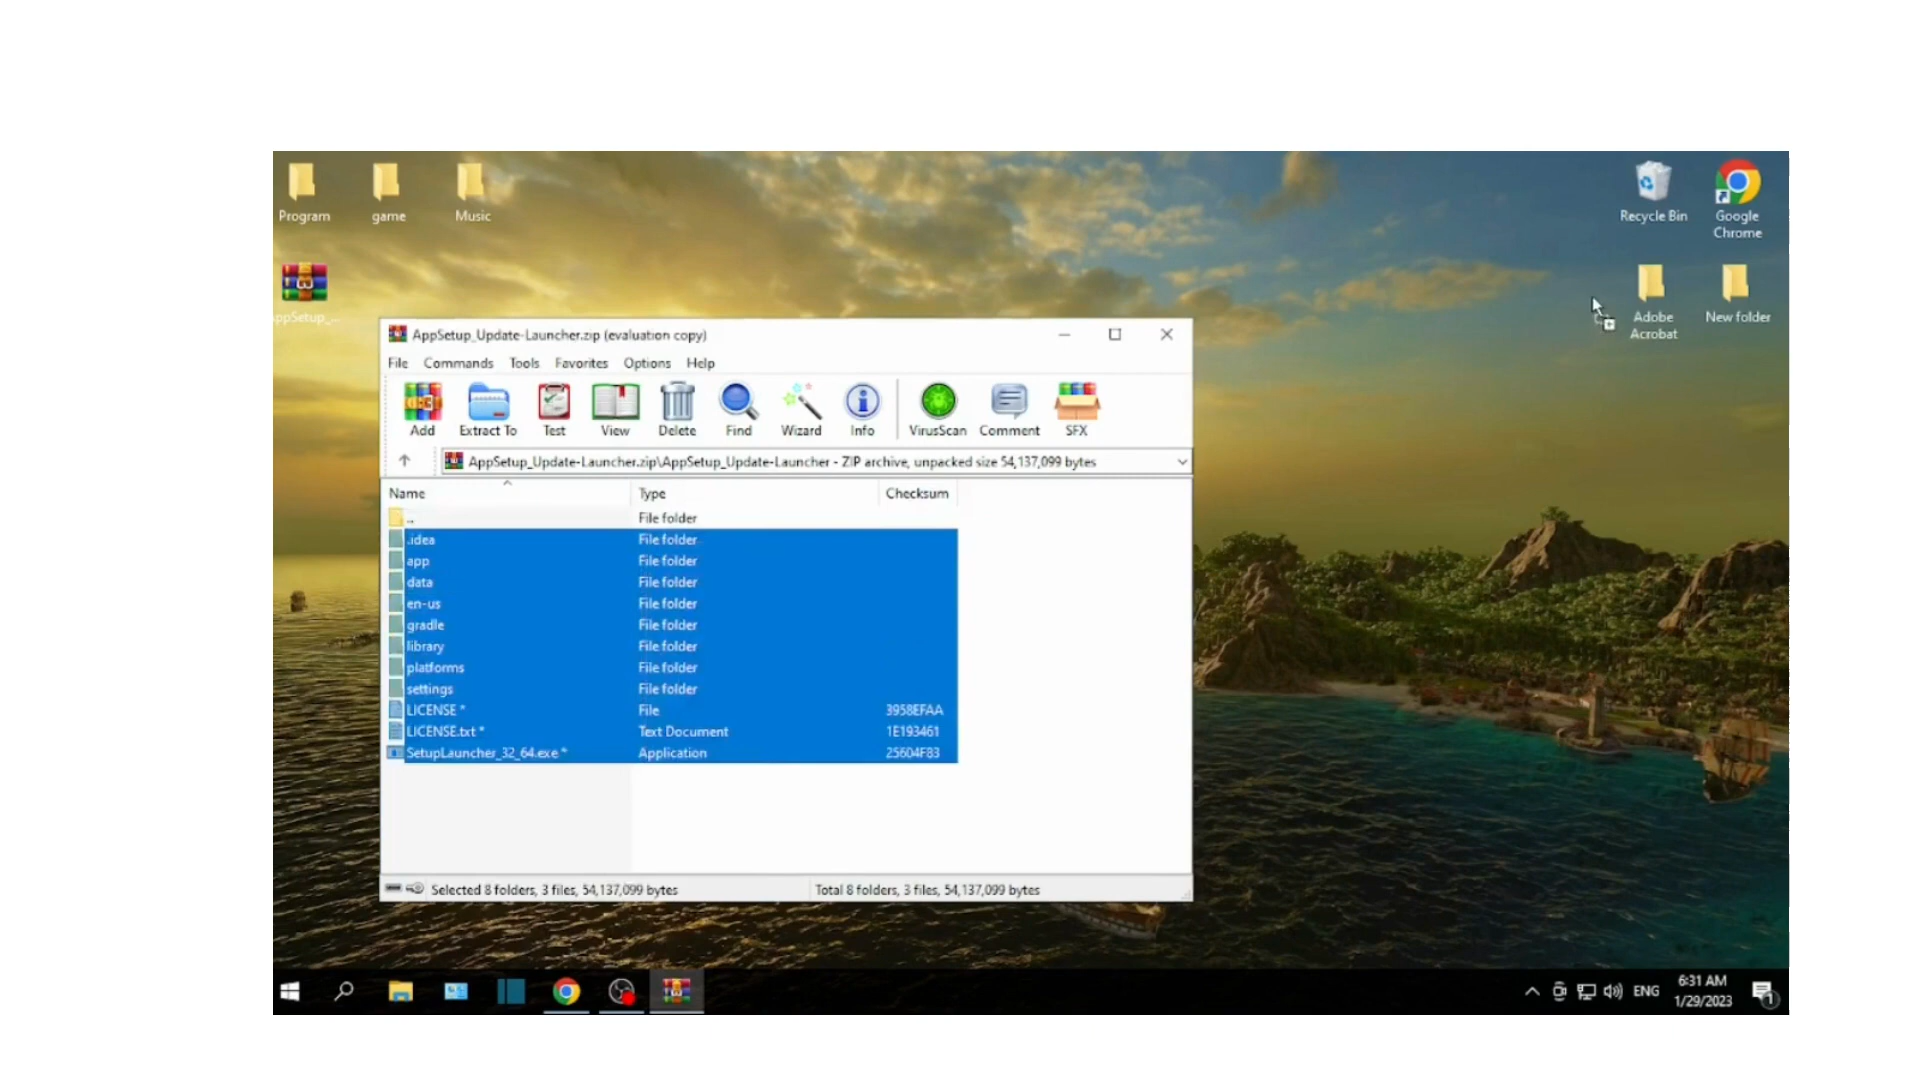 Program
game
Music
Recycle Bin
Google
Chrome
Adobe
Acrobat
New folder
AppSetup_Update-Launcher.zip (evaluation copy)
File Commands Tools Favorites Options Help
Add Extract To Test View Delete Find Wizard Info VirusScan Comment SFX
AppSetup_Update-Launcher.zip\AppSetup_Update-Launcher - ZIP archive, unpacked size 54,137,099 bytes
Name Type Checksum
.. File folder
.idea File folder
app File folder
data File folder
en-us File folder
gradle File folder
library File folder
platforms File folder
settings File folder
LICENSE * File 3958EFAA
LICENSE.txt * Text Document 1E193461
SetupLauncher_32_64.exe * Application 25604F83
Selected 8 folders, 3 files, 54,137,099 bytes Total 8 folders, 3 files, 54,137,099 bytes
ENG
6:31 AM
1/29/2023
1